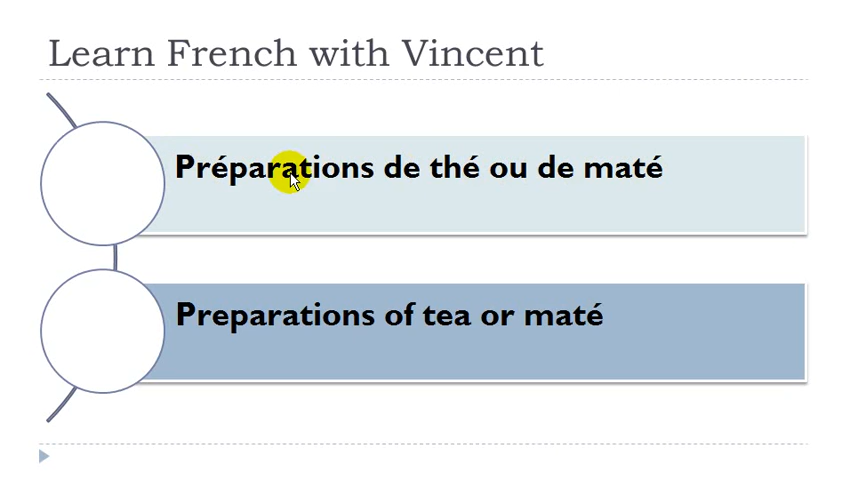 Learn French with Vincent
Préparations de thé ou de maté
Preparations of tea or maté